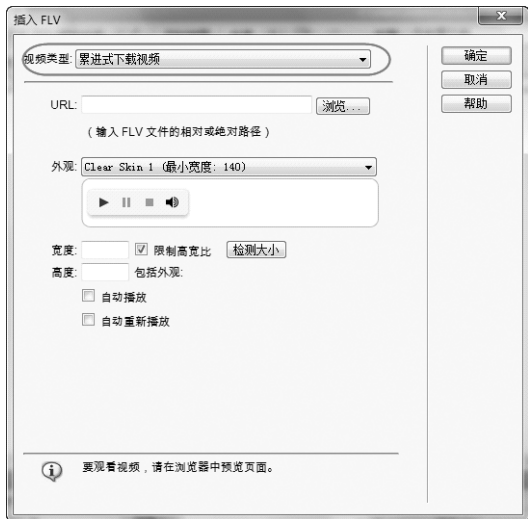 插入 FLV
视频类型: 累进式下载视频
确定
取消
帮助
URL: 浏览...
(输入 FLV 文件的相对或绝对路径)
外观: Clear Skin 1 (最小宽度: 140)
宽度: 限制高宽比 检测大小
高度: 包括外观:
自动播放
自动重新播放
要观看视频，请在浏览器中预览页面。